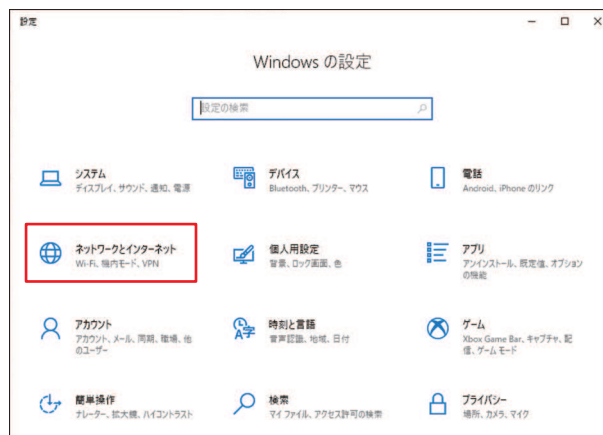 設定
Windows の設定
設定の検索
システム
ディスプレイ、サウンド、通知、電源
デバイス
Bluetooth、プリンター、マウス
電話
Android、iPhone のリンク
ネットワークとインターネット
Wi-Fi、機内モード、VPN
個人用設定
背景、ロック画面、色
アプリ
アンインストール、既定値、オプション
の機能
アカウント
アカウント、メール、同期、職場、他
のユーザー
時刻と言語
音声認識、地域、日付
ゲーム
Xbox Game Bar、キャプチャ、配
信、ゲーム モード
簡単操作
ナレーター、拡大鏡、ハイコントラスト
検索
マイ ファイル、アクセス許可の検索
プライバシー
場所、カメラ、マイク